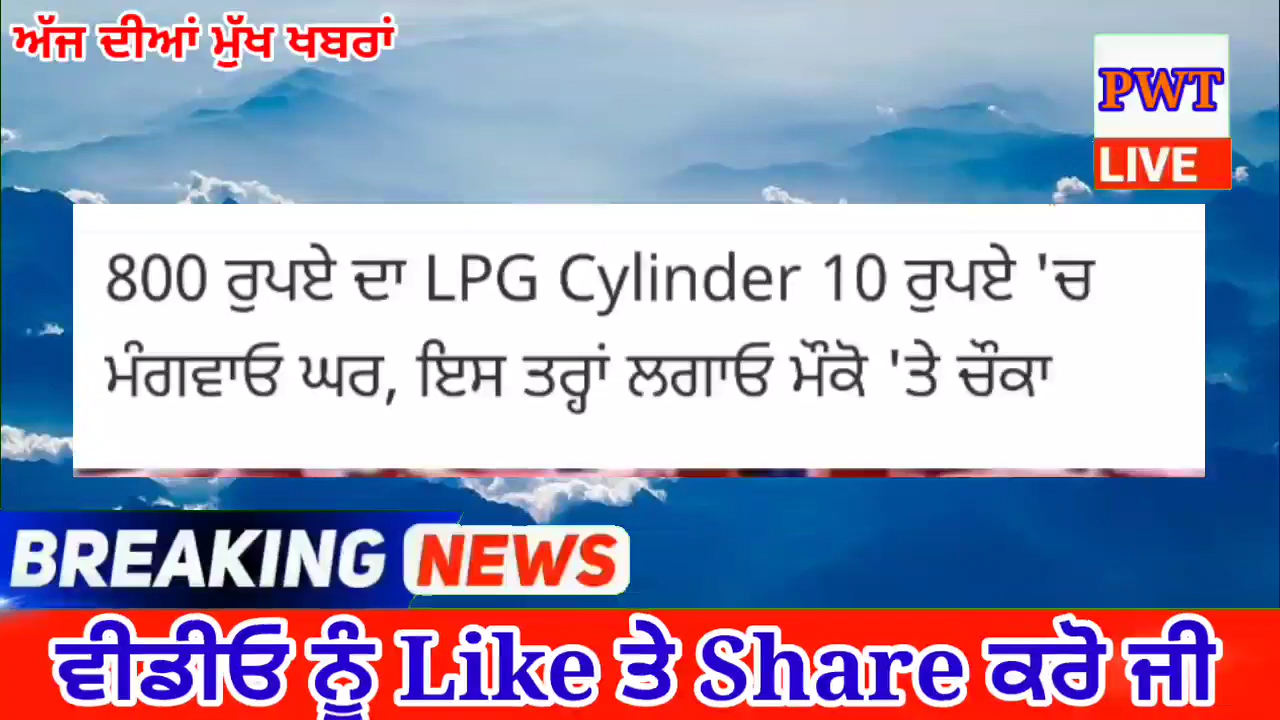 ਅੱਜ ਦੀਆਂ ਮੁੱਖ ਖਬਰਾਂ
PWT
LIVE
800 ਰੁਪਏ ਦਾ LPG Cylinder 10 ਰੁਪਏ 'ਚ
ਮੰਗਵਾਓ ਘਰ, ਇਸ ਤਰ੍ਹਾਂ ਲਗਾਓ ਮੌਕੋ 'ਤੇ ਚੌਕਾ
BREAKING NEWS
ਵੀਡੀਓ ਨੂੰ Like ਤੇ Share ਕਰੋ ਜੀ